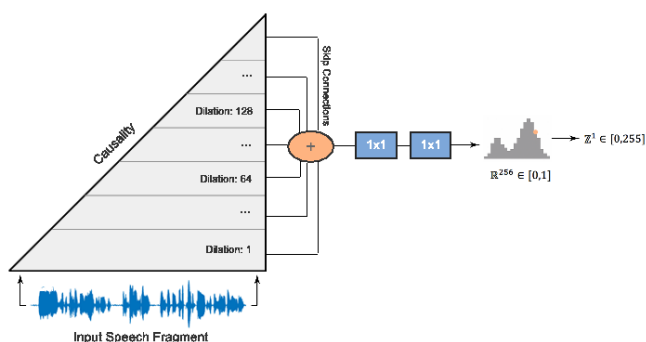 ...
Dilation: 128
...
Dilation: 64
...
Dilation: 1
Causality
Skip Connections
+
1x1
1x1
ℝ²⁵⁶ ∈ [0,1]
ℤ¹ ∈ [0,255]
Input Speech Fragment